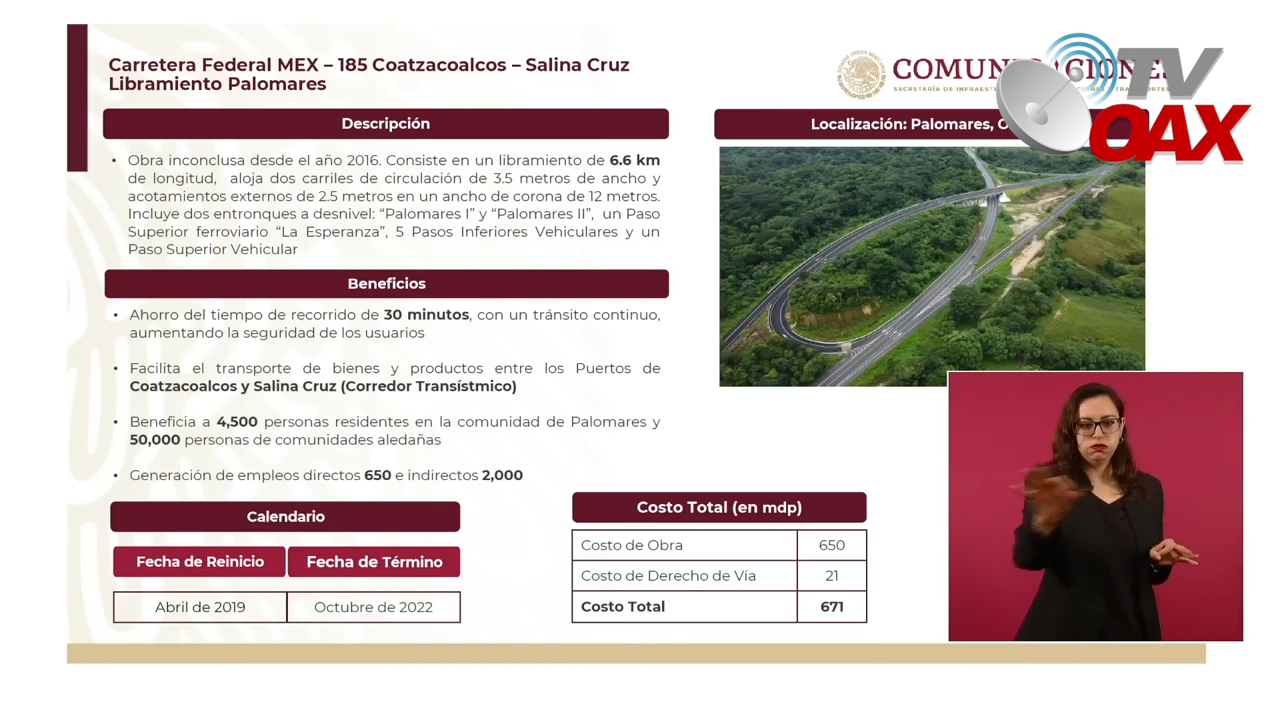 Carretera Federal MEX – 185 Coatzacoalcos – Salina Cruz
Libramiento Palomares
Descripción
• Obra inconclusa desde el año 2016. Consiste en un libramiento de 6.6 km
de longitud, aloja dos carriles de circulación de 3.5 metros de ancho y
acotamientos externos de 2.5 metros en un ancho de corona de 12 metros.
Incluye dos entronques a desnivel: “Palomares I” y “Palomares II”, un Paso
Superior ferroviario “La Esperanza”, 5 Pasos Inferiores Vehiculares y un
Paso Superior Vehicular
Beneficios
• Ahorro del tiempo de recorrido de 30 minutos, con un tránsito continuo,
aumentando la seguridad de los usuarios
• Facilita el transporte de bienes y productos entre los Puertos de
Coatzacoalcos y Salina Cruz (Corredor Transístmico)
• Beneficia a 4,500 personas residentes en la comunidad de Palomares y
50,000 personas de comunidades aledañas
• Generación de empleos directos 650 e indirectos 2,000
Calendario
Fecha de Reinicio Fecha de Término
Abril de 2019 Octubre de 2022
Costo Total (en mdp)
Costo de Obra 650
Costo de Derecho de Vía 21
Costo Total 671
SECRETARÍA DE
Localización: Palomares,
TV
OAX